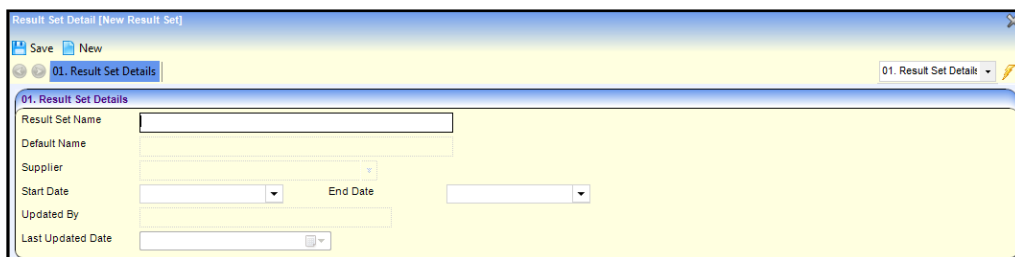 Result Set Detail [New Result Set]
Save New
01. Result Set Details 01. Result Set Details
01. Result Set Details
Result Set Name
Default Name
Supplier
Start Date End Date
Updated By
Last Updated Date